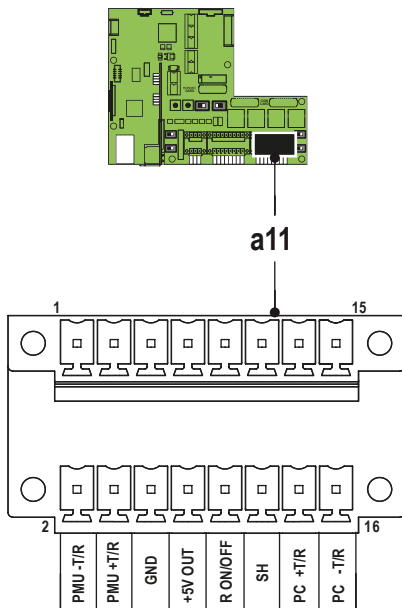 a11
1 15
2 16
PMU -T/R
PMU +T/R
GND
+5V OUT
R ON/OFF
SH
PC +T/R
PC -T/R